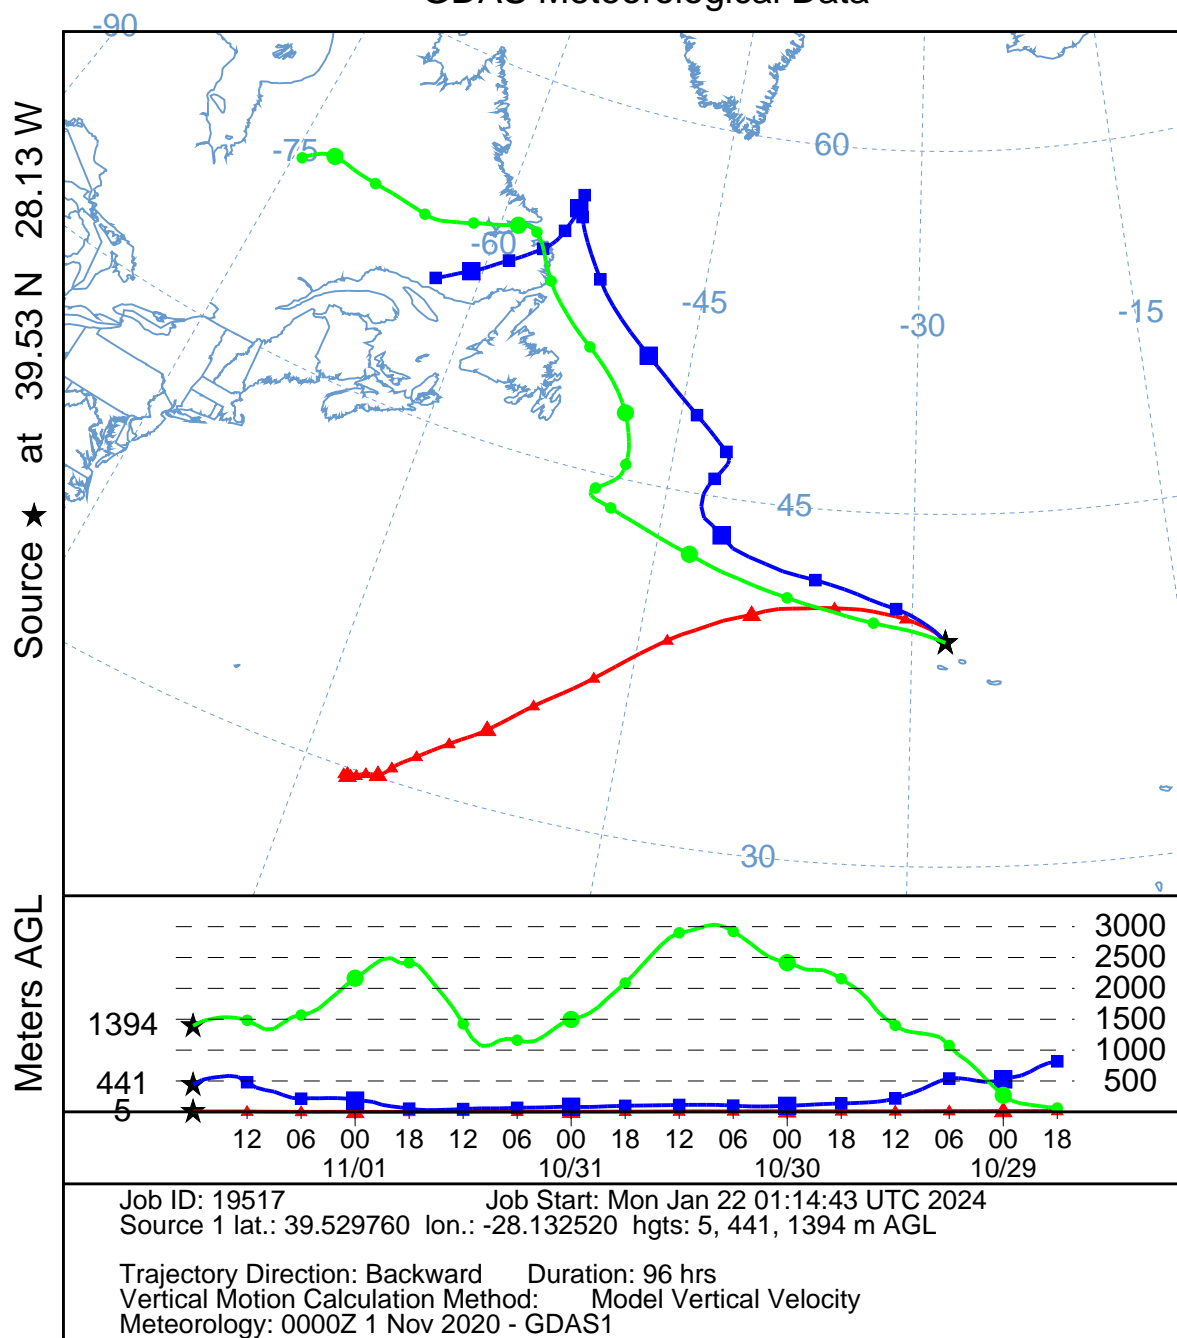 GDAS Meteorological Data
Source ★ at 39.53 N 28.13 W
-90
-75
60
-60
-45
-30
-15
45
30
Meters AGL
3000
2500
2000
1500
1000
500
1394
441
5
12 06 00 18 12 06 00 18 12 06 00 18 12 06 00 18
11/01 10/31 10/30 10/29
Job ID: 19517 Job Start: Mon Jan 22 01:14:43 UTC 2024
Source 1 lat.: 39.529760 lon.: -28.132520 hgts: 5, 441, 1394 m AGL
Trajectory Direction: Backward Duration: 96 hrs
Vertical Motion Calculation Method: Model Vertical Velocity
Meteorology: 0000Z 1 Nov 2020 - GDAS1